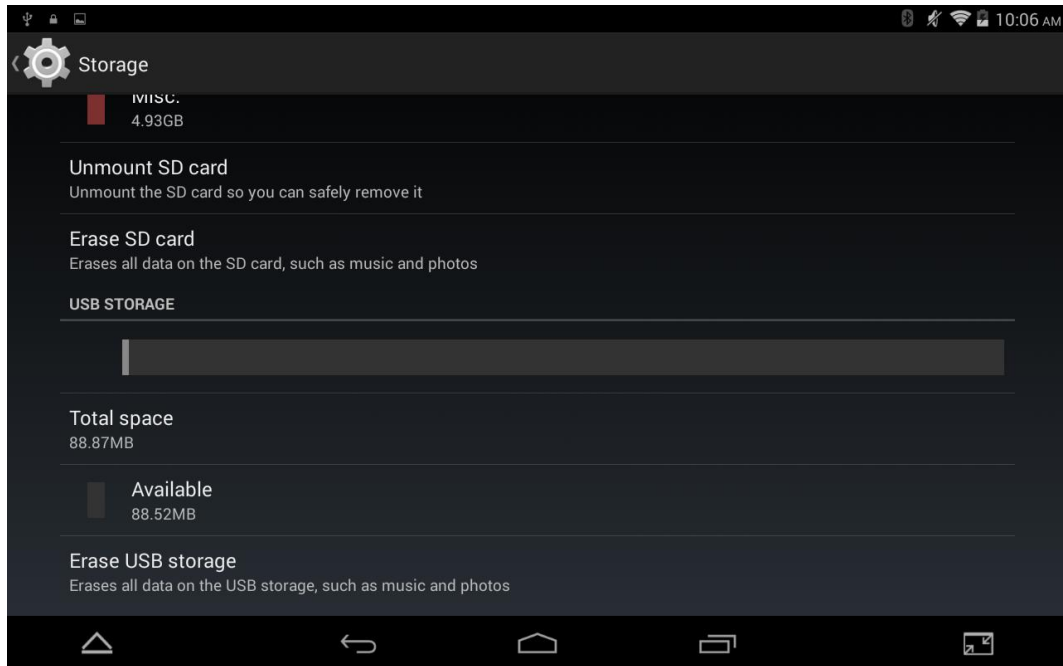 10:06 AM
Storage
Misc.
4.93GB
Unmount SD card
Unmount the SD card so you can safely remove it
Erase SD card
Erases all data on the SD card, such as music and photos
USB STORAGE
Total space
88.87MB
Available
88.52MB
Erase USB storage
Erases all data on the USB storage, such as music and photos